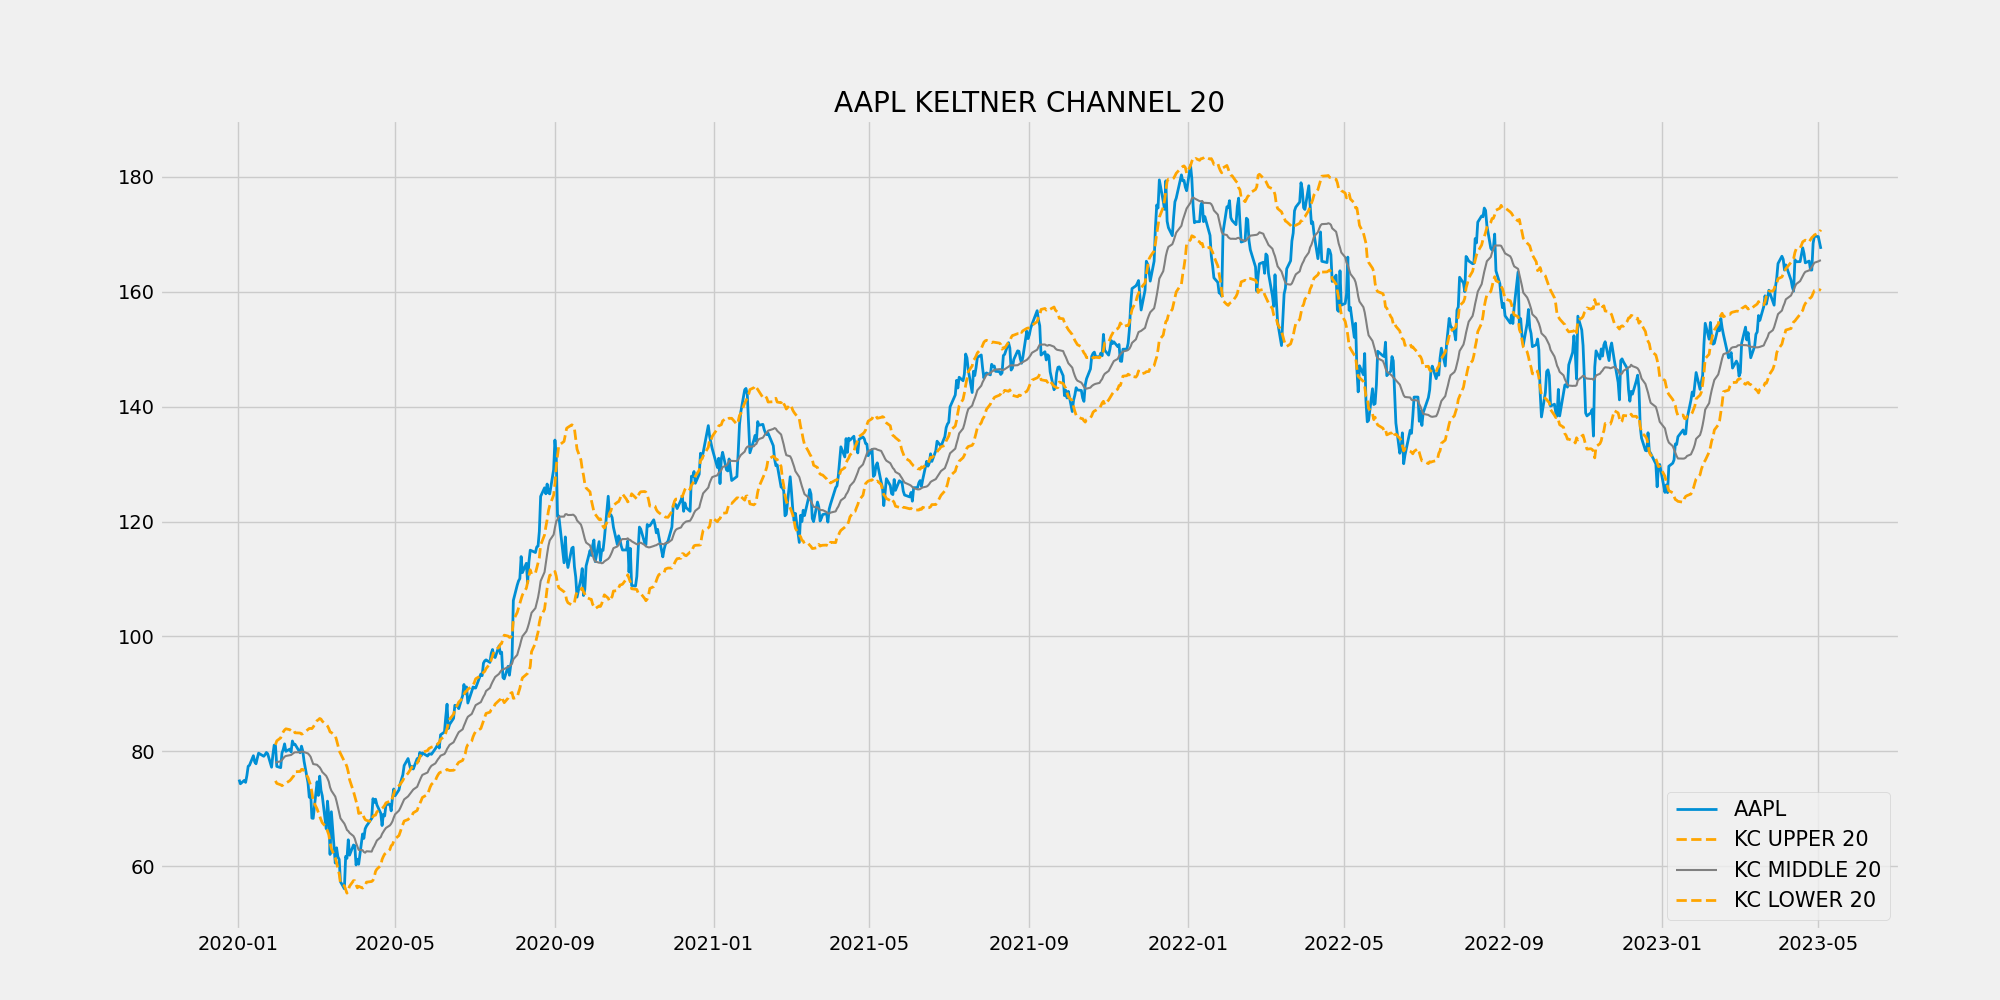 AAPL KELTNER CHANNEL 20
180
160
140
120
100
80
60
AAPL
KC UPPER 20
KC MIDDLE 20
KC LOWER 20
2020-01 2020-05 2020-09 2021-01 2021-05 2021-09 2022-01 2022-05 2022-09 2023-01 2023-05